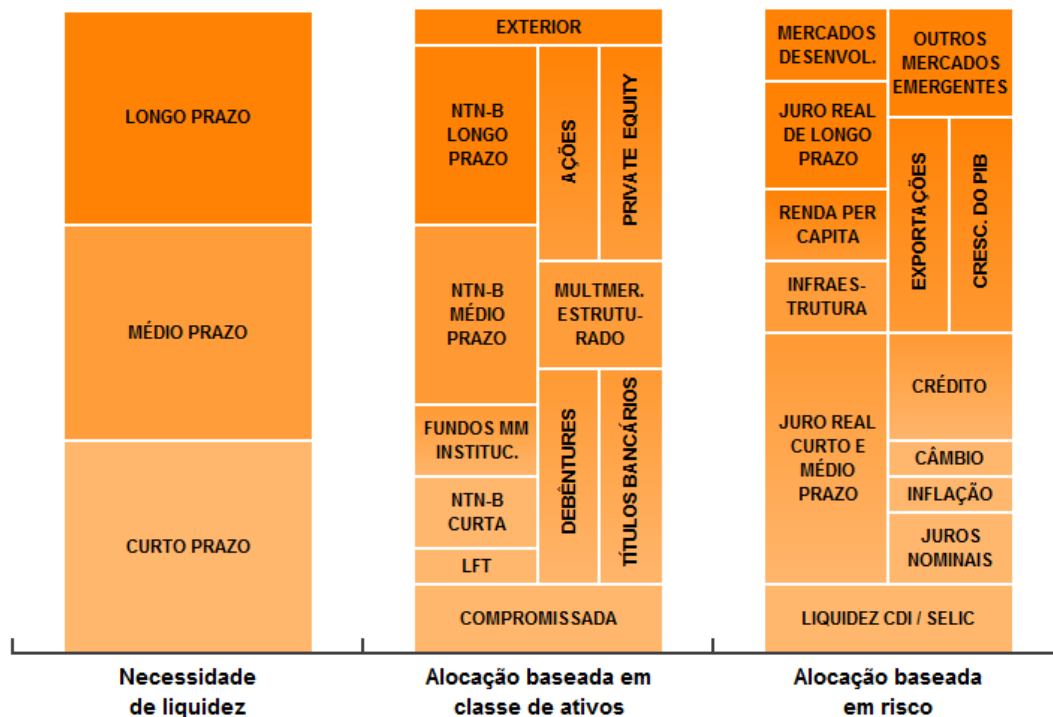 LONGO PRAZO
MÉDIO PRAZO
CURTO PRAZO
Necessidade
de liquidez
EXTERIOR
NTN-B
LONGO
PRAZO
AÇÕES
PRIVATE EQUITY
NTN-B
MÉDIO
PRAZO
MULTMER.
ESTRUTU-
RADO
FUNDOS MM
INSTITUC.
NTN-B
CURTA
LFT
DEBÊNTURES
TÍTULOS BANCÁRIOS
COMPROMISSADA
Alocação baseada em
classe de ativos
MERCADOS
DESENVOL.
OUTROS
MERCADOS
EMERGENTES
JURO REAL
DE LONGO
PRAZO
RENDA PER
CAPITA
INFRAES-
TRUTURA
EXPORTAÇÕES
CRESC. DO PIB
JURO REAL
CURTO E
MÉDIO
PRAZO
CRÉDITO
CÂMBIO
INFLAÇÃO
JUROS
NOMINAIS
LIQUIDEZ CDI / SELIC
Alocação baseada
em risco